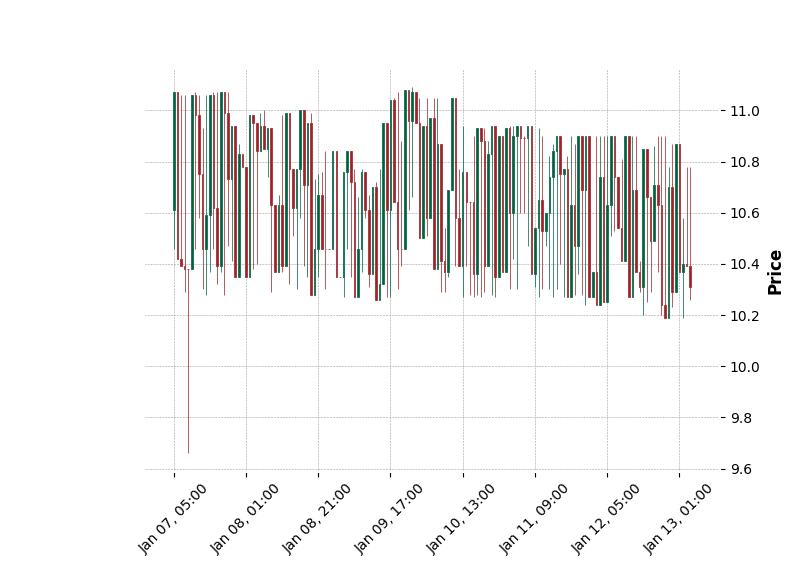 11.0
10.8
10.6
10.4
10.2
10.0
9.8
9.6
Price
Jan 07, 05:00
Jan 08, 01:00
Jan 08, 21:00
Jan 09, 17:00
Jan 10, 13:00
Jan 11, 09:00
Jan 12, 05:00
Jan 13, 01:00